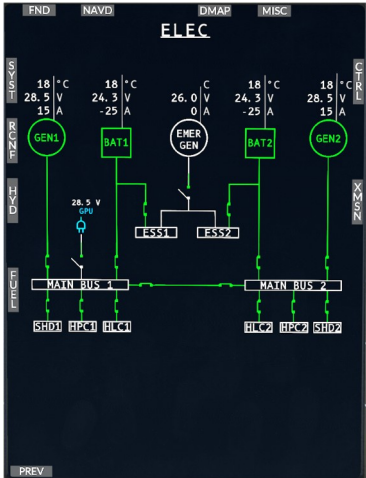 FND NAVD DMAP MISC
ELEC
SYST
CTRL
18 °C 18 °C C 18 °C 18 °C
28.5 V 24.3 V 26.0 V 24.3 V 28.5 V
15 A -25 A 0 A -25 A 15 A
RCNF
GEN1 BAT1 EMER GEN BAT2 GEN2
HYD
XMSN
28.5 V
GPU
ESS1 ESS2
FUEL
MAIN BUS 1 MAIN BUS 2
SHD1 HPC1 HLC1 HLC2 HPC2 SHD2
PREV